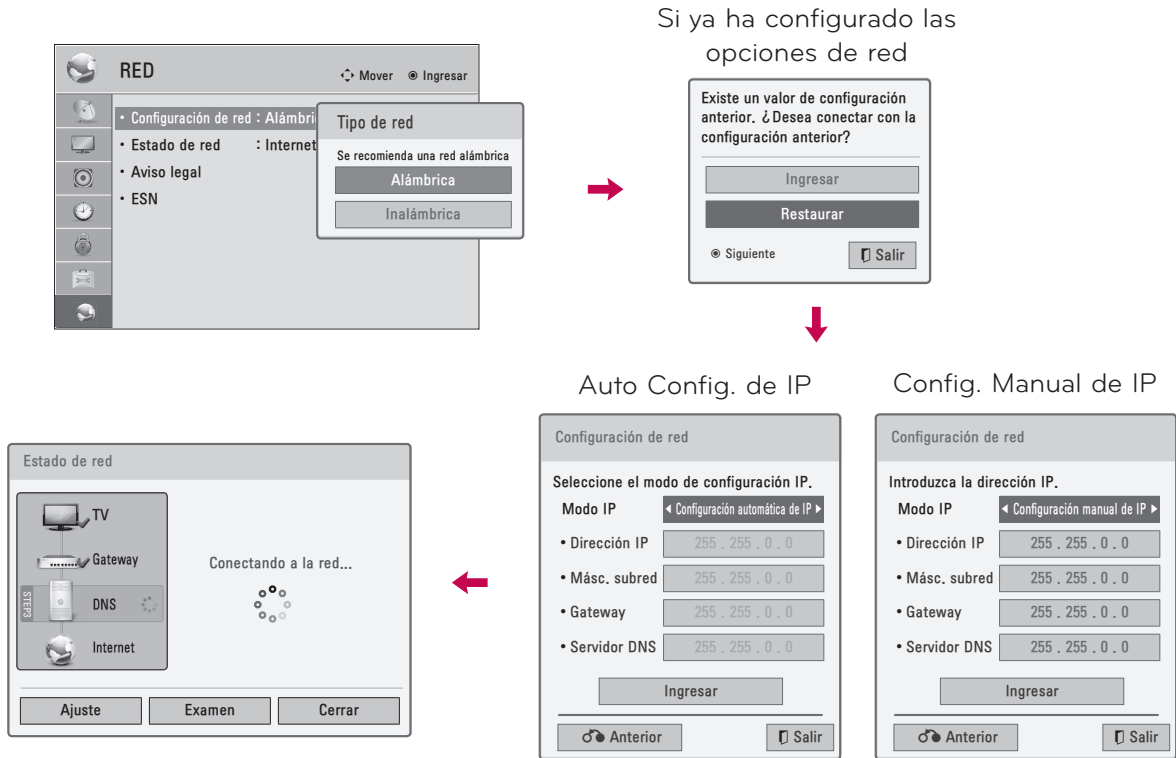 Si ya ha configurado las
opciones de red
RED
Mover
Ingresar
• Configuración de red : Alámbri
• Estado de red : Internet
• Aviso legal
• ESN
Tipo de red
Se recomienda una red alámbrica
Alámbrica
Inalámbrica
Existe un valor de configuración
anterior. ¿Desea conectar con la
configuración anterior?
Ingresar
Restaurar
Siguiente
Salir
Auto Config. de IP
Configuración de red
Seleccione el modo de configuración IP.
Modo IP ◀ Configuración automática de IP ▶
• Dirección IP 255 . 255 . 0 . 0
• Másc. subred 255 . 255 . 0 . 0
• Gateway 255 . 255 . 0 . 0
• Servidor DNS 255 . 255 . 0 . 0
Ingresar
Anterior
Salir
Config. Manual de IP
Configuración de red
Introduzca la dirección IP.
Modo IP ◀ Configuración manual de IP ▶
• Dirección IP 255 . 255 . 0 . 0
• Másc. subred 255 . 255 . 0 . 0
• Gateway 255 . 255 . 0 . 0
• Servidor DNS 255 . 255 . 0 . 0
Ingresar
Anterior
Salir
Estado de red
TV
Gateway
STEP3
DNS
Internet
Conectando a la red...
Ajuste
Examen
Cerrar